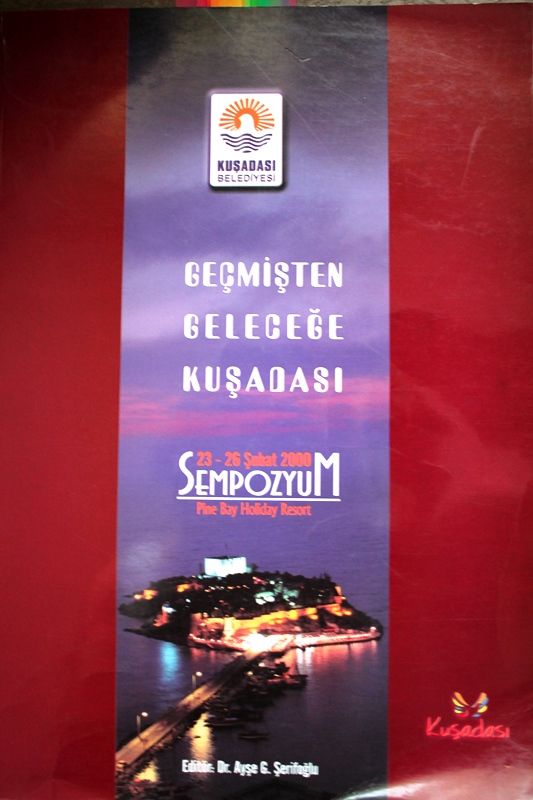 KUŞADASI
BELEDİYESİ
GEÇMİŞTEN
GELECEĞE
KUŞADASI
23 - 26 Şubat 2000
SEMPOZYUM
Pine Bay Holiday Resort
Kuşadası
Editör: Dr. Ayşe G. Şerifoğlu